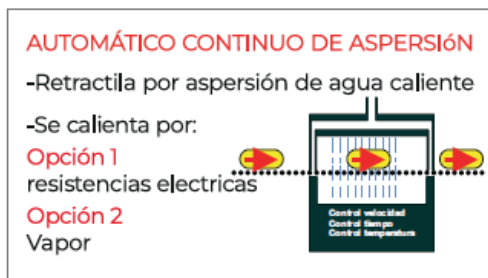 AUTOMÁTICO CONTINUO DE ASPERSIóN
-Retractila por aspersión de agua caliente
-Se calienta por:
Opción 1
resistencias electricas
Opción 2
Vapor
Control velocidad
Control tiempo
Control temperatura